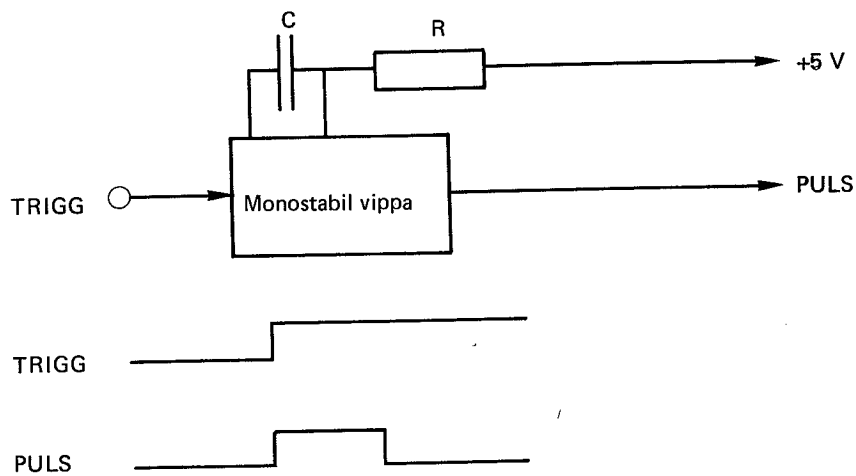 C
R
+5 V
TRIGG
Monostabil vippa
PULS
TRIGG
PULS